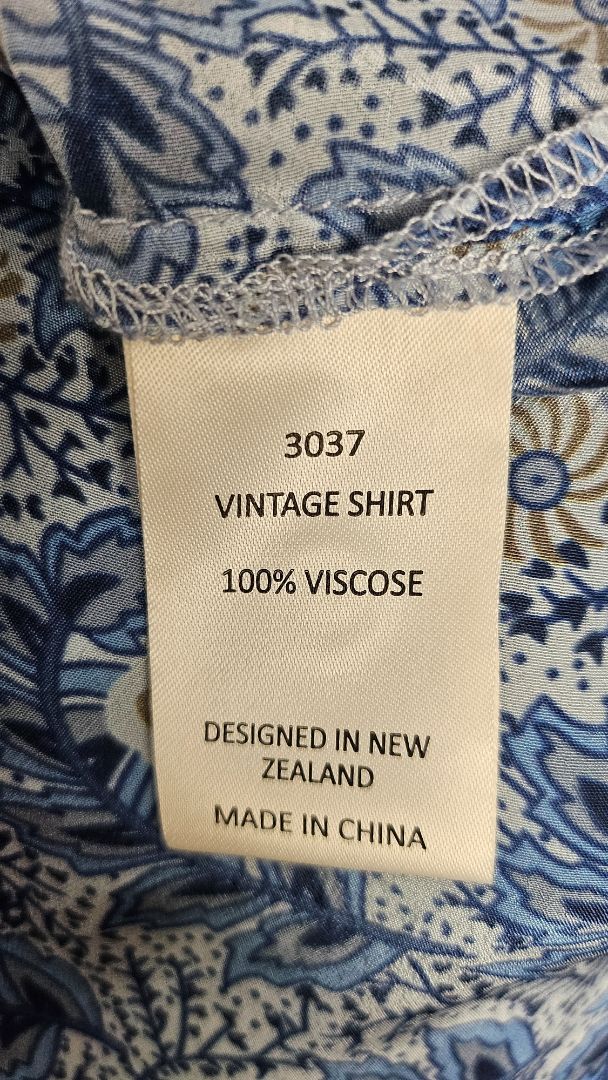 3037
VINTAGE SHIRT
100% VISCOSE
DESIGNED IN NEW
ZEALAND
MADE IN CHINA